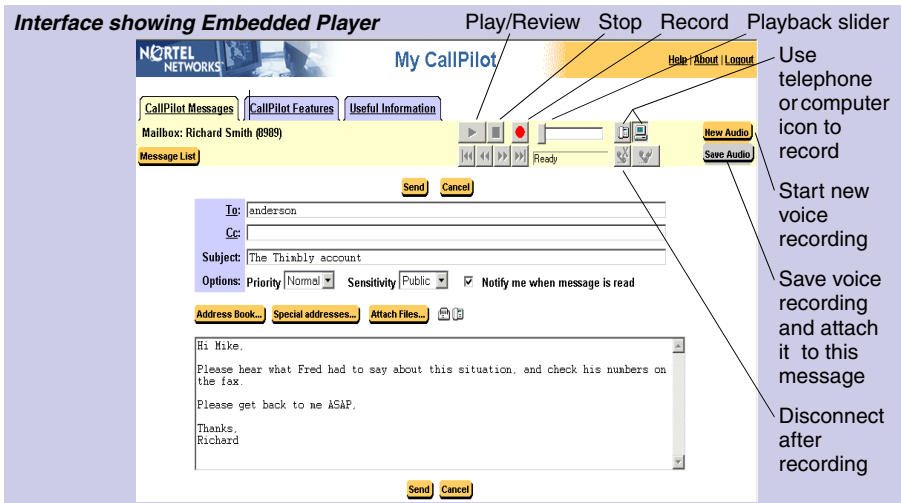 Interface showing Embedded Player
Play/Review Stop Record Playback slider
NORTEL
NETWORKS
My CallPilot
Help | About | Logout
CallPilot Messages CallPilot Features Useful Information
Mailbox: Richard Smith (8989)
Message List
Ready
New Audio
Save Audio
Use
telephone
or computer
icon to
record
Start new
voice
recording
Save voice
recording
and attach
it to this
message
Disconnect
after
recording
Send Cancel
To: anderson
Cc:
Subject: The Thimbly account
Options: Priority Normal Sensitivity Public Notify me when message is read
Address Book... Special addresses... Attach Files...
Hi Mike,
Please hear what Fred had to say about this situation, and check his numbers on
the fax.
Please get back to me ASAP,
Thanks,
Richard
Send Cancel